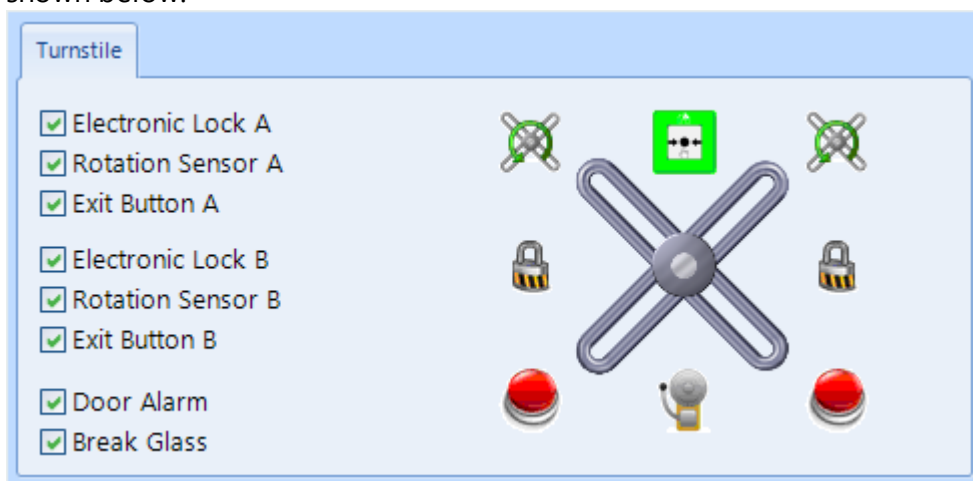 shown below.
Turnstile
Electronic Lock A
Rotation Sensor A
Exit Button A
Electronic Lock B
Rotation Sensor B
Exit Button B
Door Alarm
Break Glass